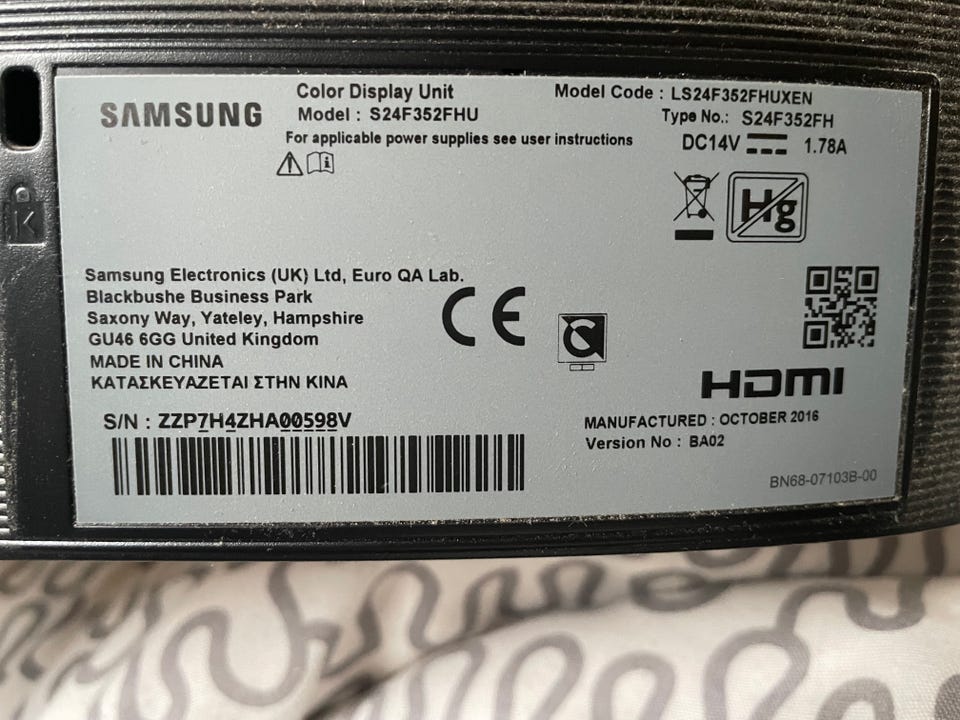 SAMSUNG
Color Display Unit
Model : S24F352FHU
For applicable power supplies see user instructions
Model Code : LS24F352FHUXEN
Type No.: S24F352FH
DC14V 1.78A
Hg
Samsung Electronics (UK) Ltd, Euro QA Lab.
Blackbushe Business Park
Saxony Way, Yateley, Hampshire
GU46 6GG United Kingdom
MADE IN CHINA
ΚΑΤΑΣΚΕΥΑΖΕΤΑΙ ΣΤΗΝ ΚΙΝΑ
CE
HDMI
S/N : ZZP7H4ZHA00598V
MANUFACTURED : OCTOBER 2016
Version No : BA02
BN68-07103B-00
K